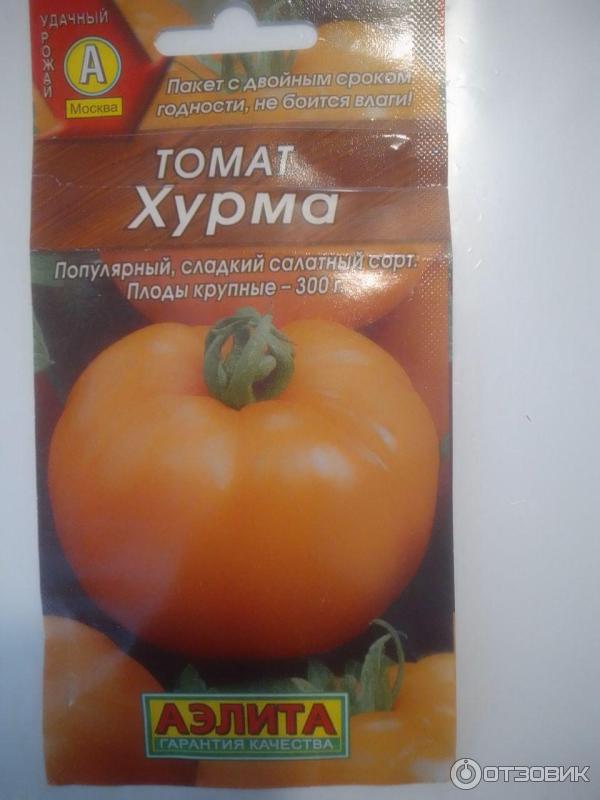 УДАЧНЫЙ
УРОЖАЙ
А
Москва
Пакет с двойным сроком
годности, не боится влаги!
ТОМАТ
Хурма
Популярный, сладкий салатный сорт.
Плоды крупные – 300 г.
АЭЛИТА
ГАРАНТИЯ КАЧЕСТВА
ОТЗОВИК